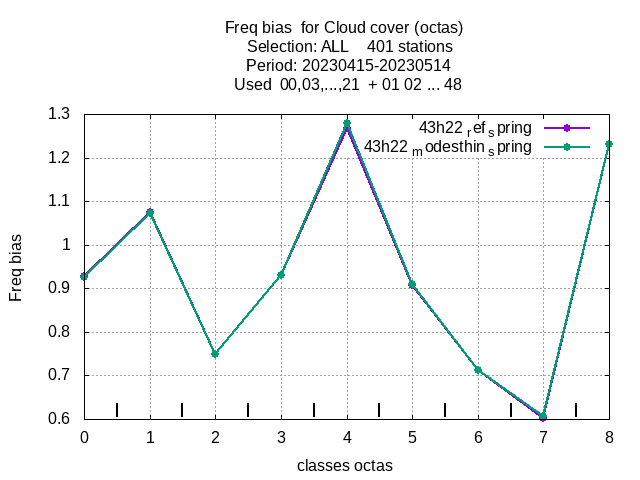 Freq bias  for Cloud cover (octas)
Selection: ALL    401 stations
Period: 20230415-20230514
Used  00,03,...,21  + 01 02 ... 48
43h22 ref spring
43h22 modesthin spring
1.3
1.2
1.1
1
0.9
0.8
0.7
0.6
Freq bias
0 1 2 3 4 5 6 7 8
classes octas